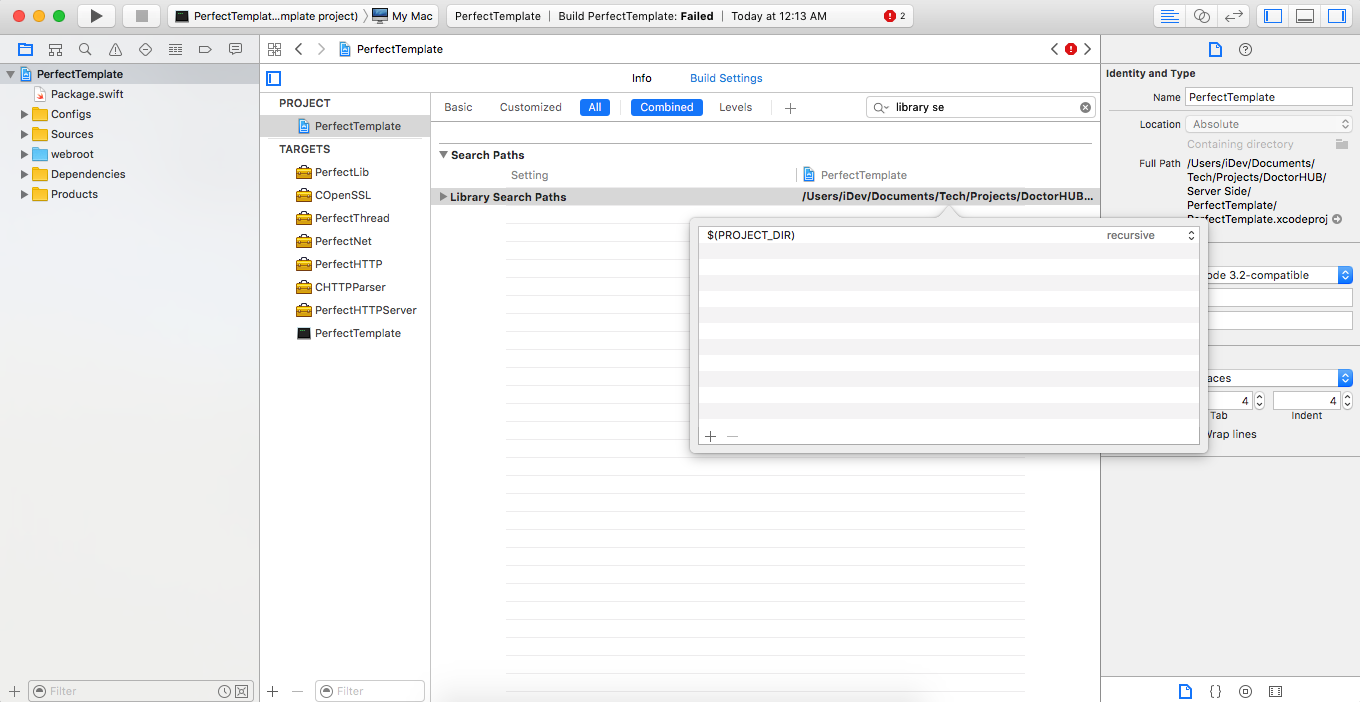 PerfectTemplat...mplate project) My Mac
PerfectTemplate | Build PerfectTemplate: Failed | Today at 12:13 AM
2
PerfectTemplate
PerfectTemplate
Package.swift
Configs
Sources
webroot
Dependencies
Products
Filter
Info
Build Settings
PROJECT
PerfectTemplate
TARGETS
PerfectLib
COpenSSL
PerfectThread
PerfectNet
PerfectHTTP
CHTTPParser
PerfectHTTPServer
PerfectTemplate
Filter
Basic Customized All Combined Levels
library se
Search Paths
Setting PerfectTemplate
Library Search Paths /Users/iDev/Documents/Tech/Projects/DoctorHUB...
$(PROJECT_DIR) recursive
Identity and Type
Name PerfectTemplate
Location Absolute
Containing directory
Full Path /Users/iDev/Documents/
Tech/Projects/DoctorHUB/
Server Side/
PerfectTemplate/
PerfectTemplate.xcodeproj
ode 3.2-compatible
aces
4 4
Tab Indent
Wrap lines